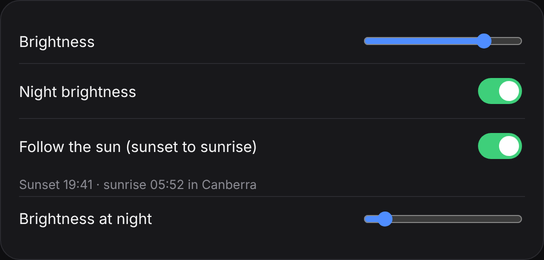 Brightness
Night brightness
Follow the sun (sunset to sunrise)
Sunset 19:41 · sunrise 05:52 in Canberra
Brightness at night